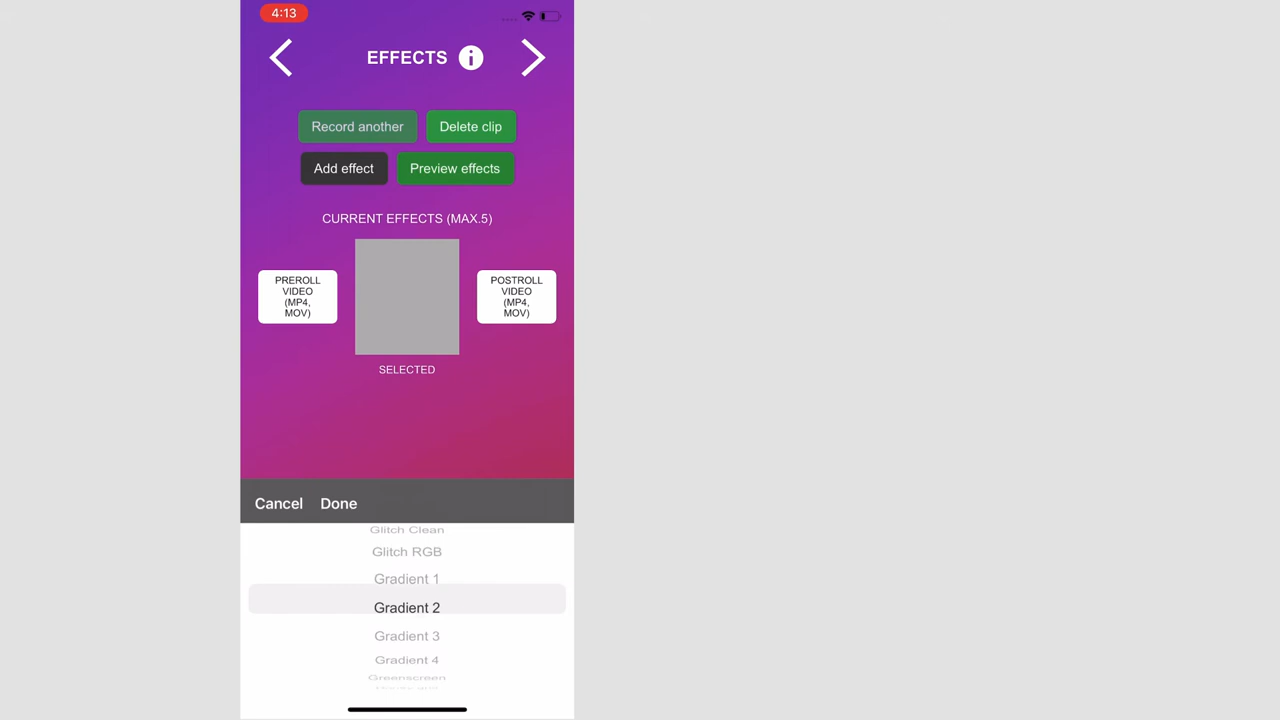 4:13
EFFECTS
Record another
Delete clip
Add effect
Preview effects
CURRENT EFFECTS (MAX.5)
PREROLL
VIDEO
(MP4,
MOV)
POSTROLL
VIDEO
(MP4,
MOV)
SELECTED
Cancel
Done
Glitch Clean
Glitch RGB
Gradient 1
Gradient 2
Gradient 3
Gradient 4
Greenscreen